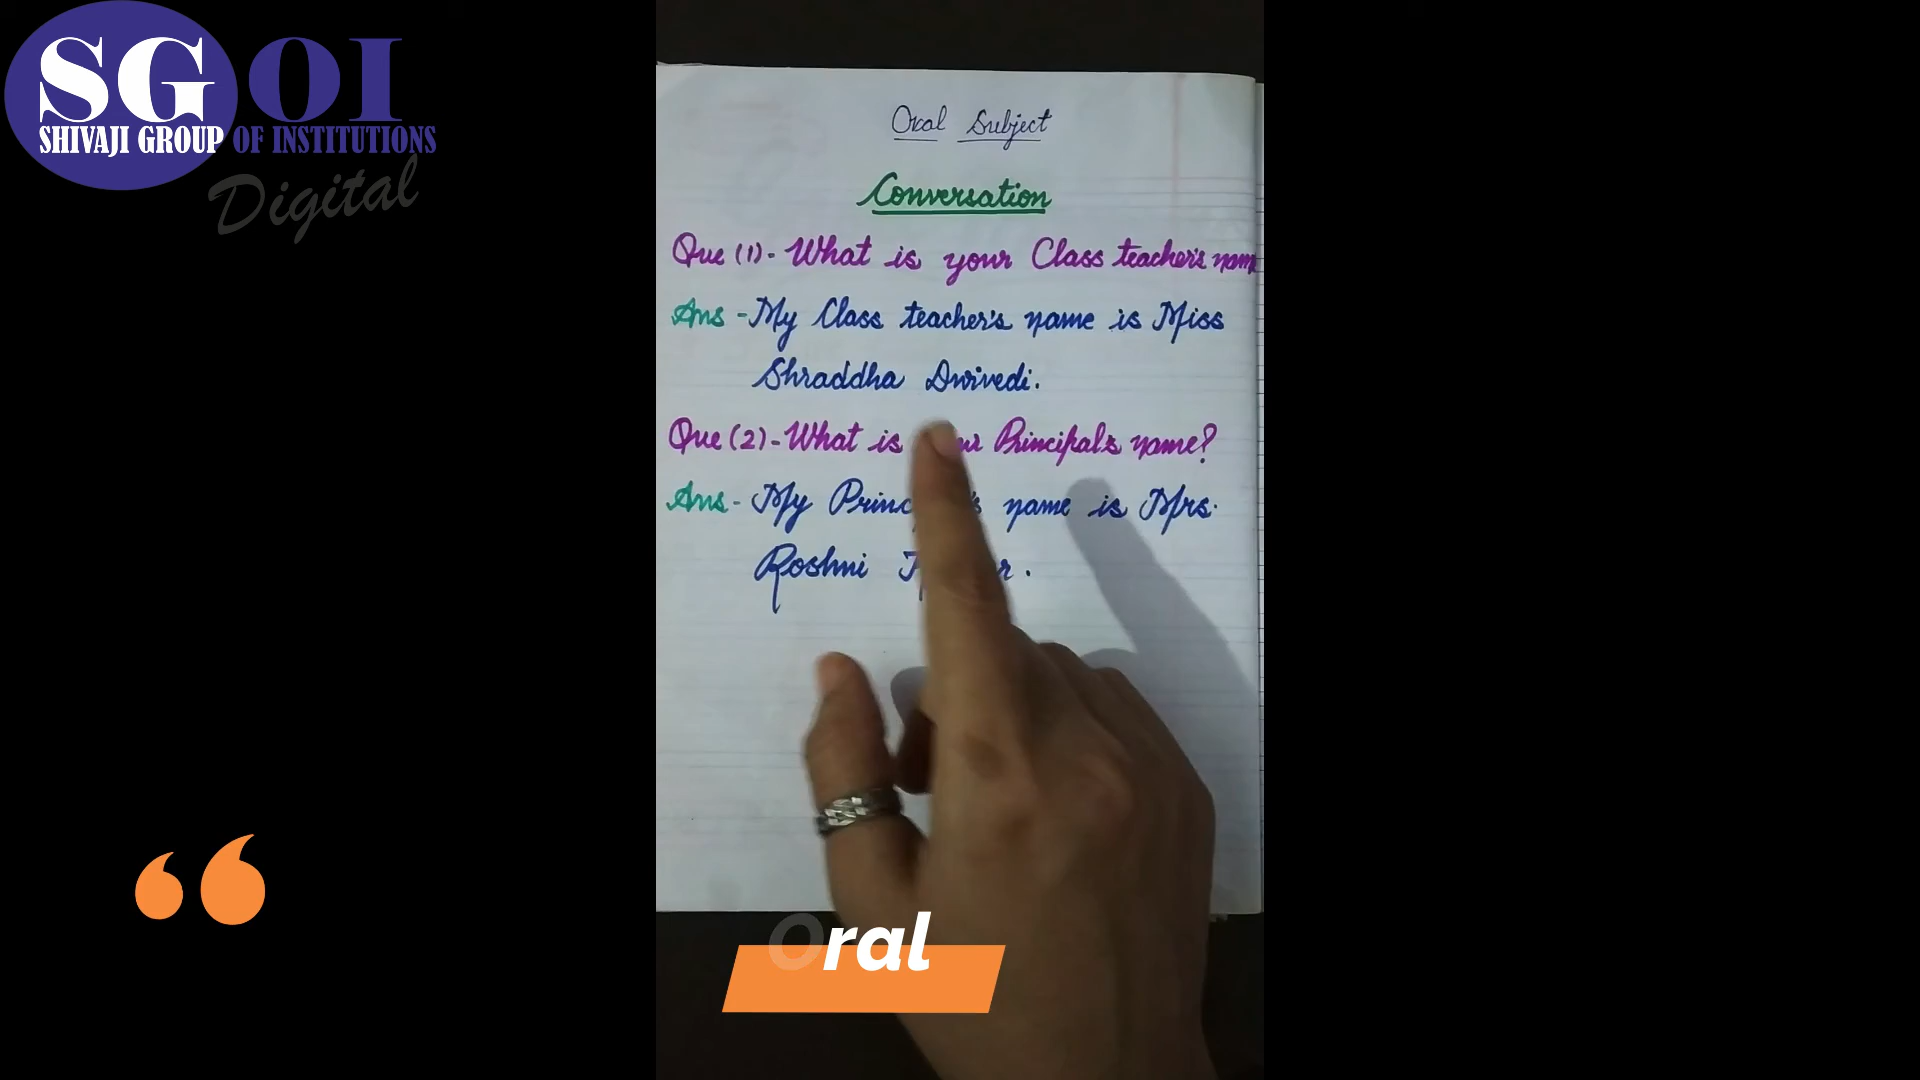 SGOI
SHIVAJI GROUP OF INSTITUTIONS
Digital
Oral Subject
Conversation
Que (1)- What is your Class teacher's name
Ans - My Class teacher's name is Miss
Shraddha Dwivedi.
Que (2)- What is Principal's name?
Ans - My name is Mrs.
Roshni
Oral